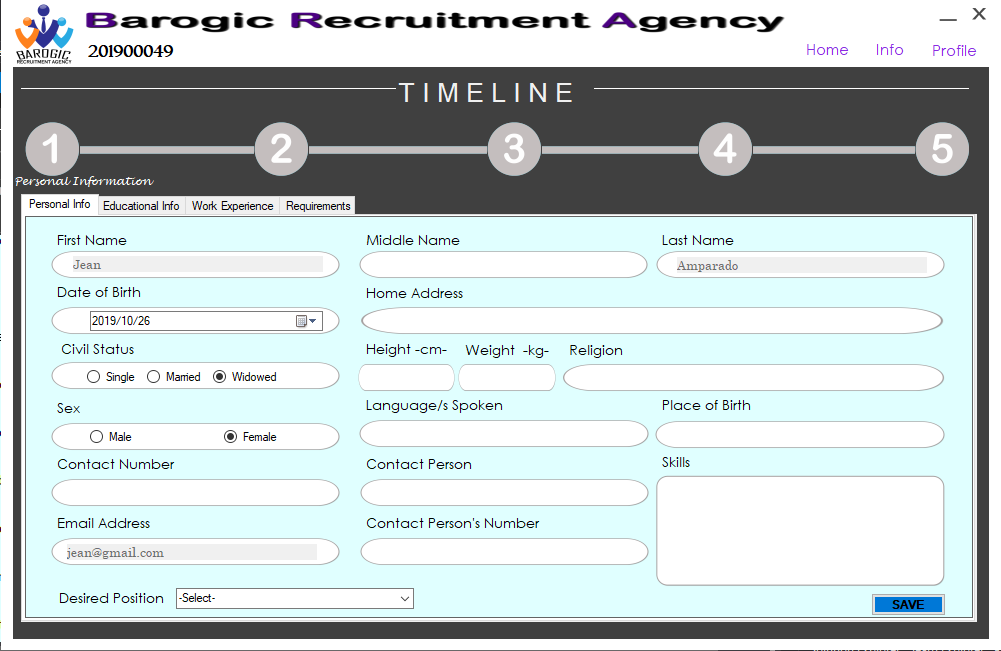 Barogic Recruitment Agency
BAROGIC
RECRUITMENT AGENCY
201900049
Home Info Profile
TIMELINE
1 2 3 4 5
Personal Information
Personal Info Educational Info Work Experience Requirements
First Name Middle Name Last Name
Jean Amparado
Date of Birth Home Address
2019/10/26
Civil Status Height -cm- Weight -kg- Religion
Single Married Widowed
Sex Language/s Spoken Place of Birth
Male Female
Contact Number Contact Person Skills
Email Address Contact Person's Number
jean@gmail.com
Desired Position -Select-
SAVE